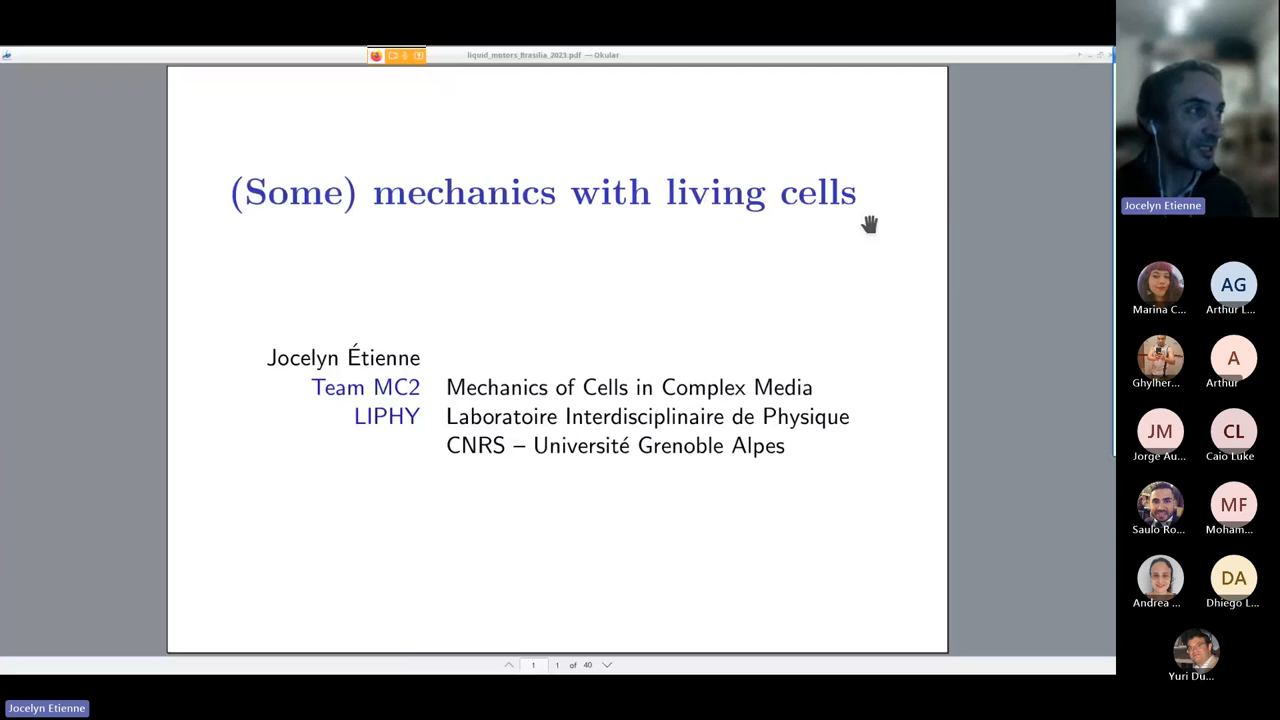 liquid_motors_Brasilia_2023.pdf — Okular
(Some) mechanics with living cells
Jocelyn Étienne
Team MC2 Mechanics of Cells in Complex Media
LIPHY Laboratoire Interdisciplinaire de Physique
CNRS – Université Grenoble Alpes
1 1 of 40
Jocelyn Etienne
Marina C...
AG
Arthur L...
Ghylher...
A
Arthur
JM
Jorge Au...
CL
Caio Luke
Saulo Ro...
MF
Moham...
Andrea ...
DA
Dhiego L...
Yuri Du...
Jocelyn Etienne